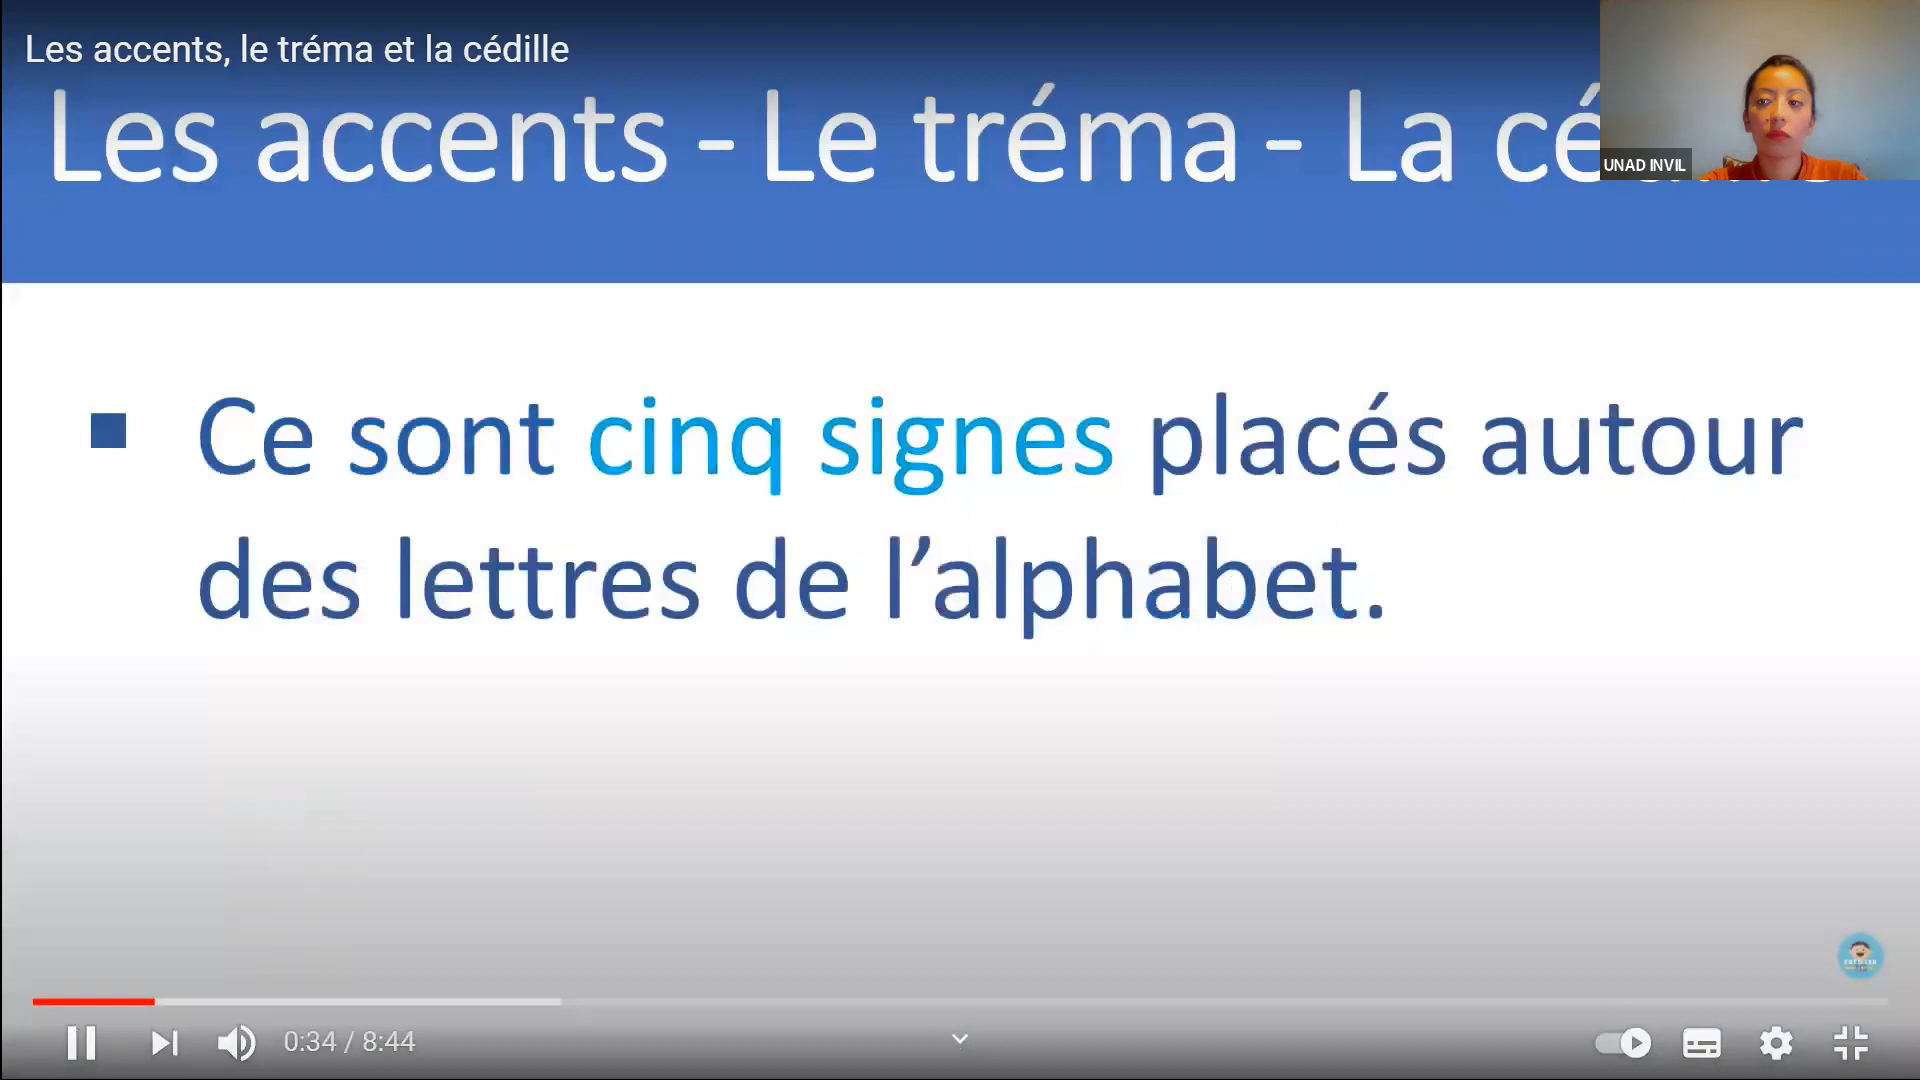 Les accents, le tréma et la cédille
Les accents - Le tréma - La cé
UNAD INVIL
Ce sont cinq signes placés autour
des lettres de l’alphabet.
0:34 / 8:44